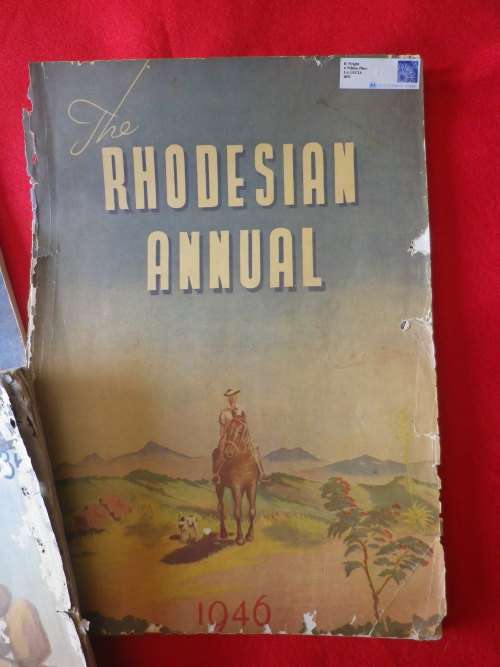 The
RHODESIAN
ANNUAL
1946